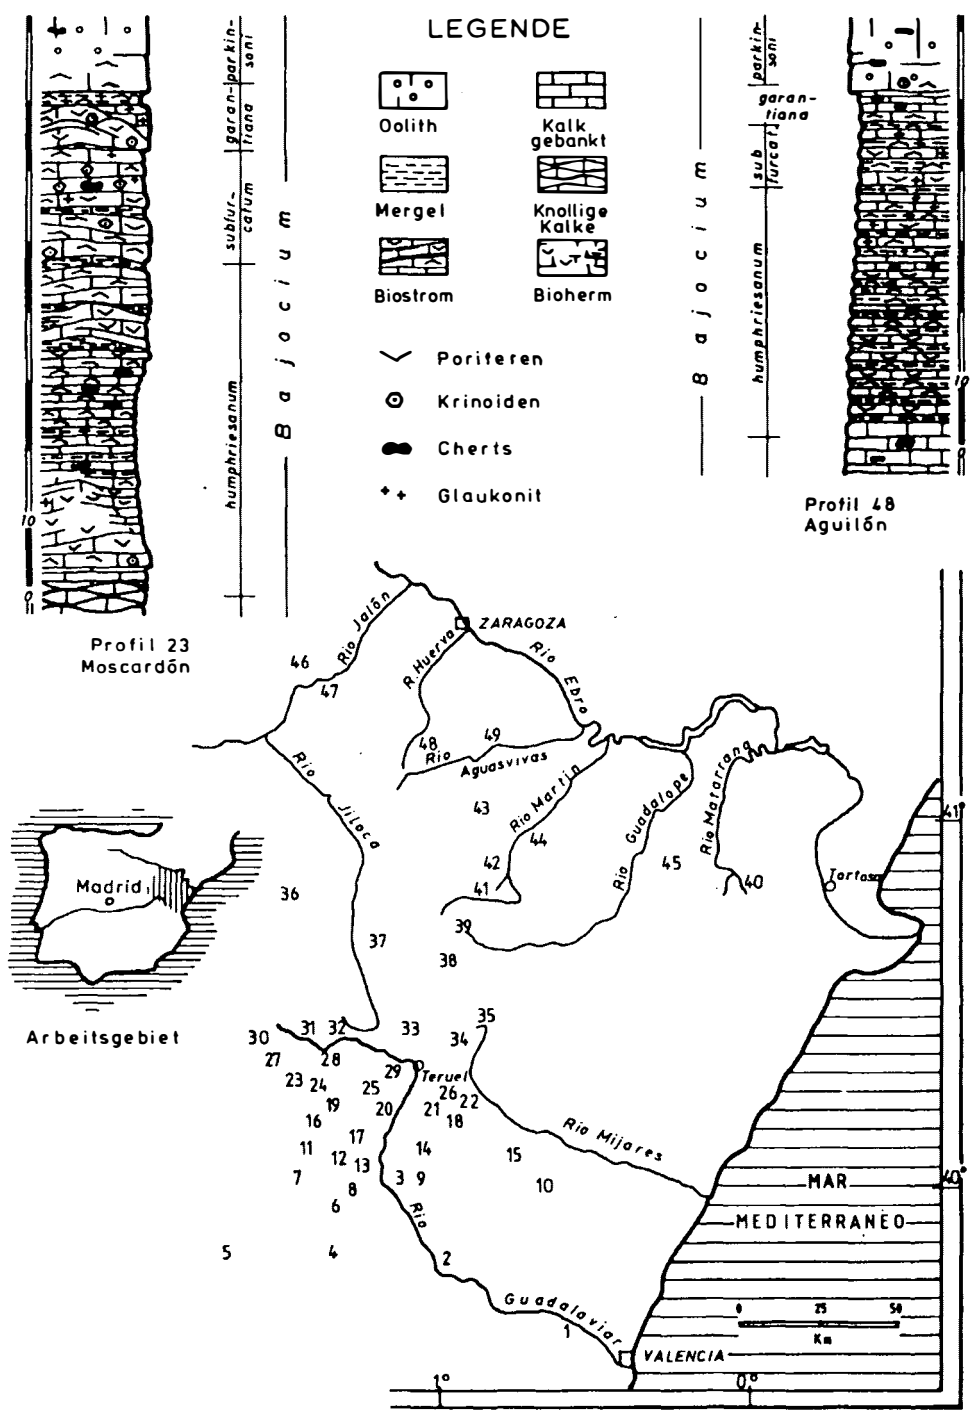 LEGENDE
Oolith
Kalk
gebankt
Mergel
Knollige
Kalke
Biostrom
Bioherm
Poriferen
Krinoiden
Cherts
Glaukonit
parkin-
soni
garan-
tiana
subfur-
catum
humphriesanum
Bajocium
10
0
Profil 23
Moscardón
parkin-
soni
garan-
tiana
sub
furcat.
humphriesanum
Bajocium
10
0
Profil 48
Aguilón
Rio Jalón
ZARAGOZA
R. Huerva
Rio Ebro
46
47
48
49
Rio
Aguasvivas
Rio Jiloca
43
Rio Martin
44
Rio Guadalope
Rio Matarrana
41°
42
41
45
40
Tortosa
36
39
37
38
Madrid
Arbeitsgebiet
30
31
32
33
35
34
27
28
29
Teruel
23
24
25
26
22
19
20
21
18
16
17
Rio Mijares
11
12
13
14
15
7
8
3
9
10
40°
6
MAR
MEDITERRANEO
5
4
2
Rio
Guadalaviar
1
0
25
50
Km
VALENCIA
1°
0°